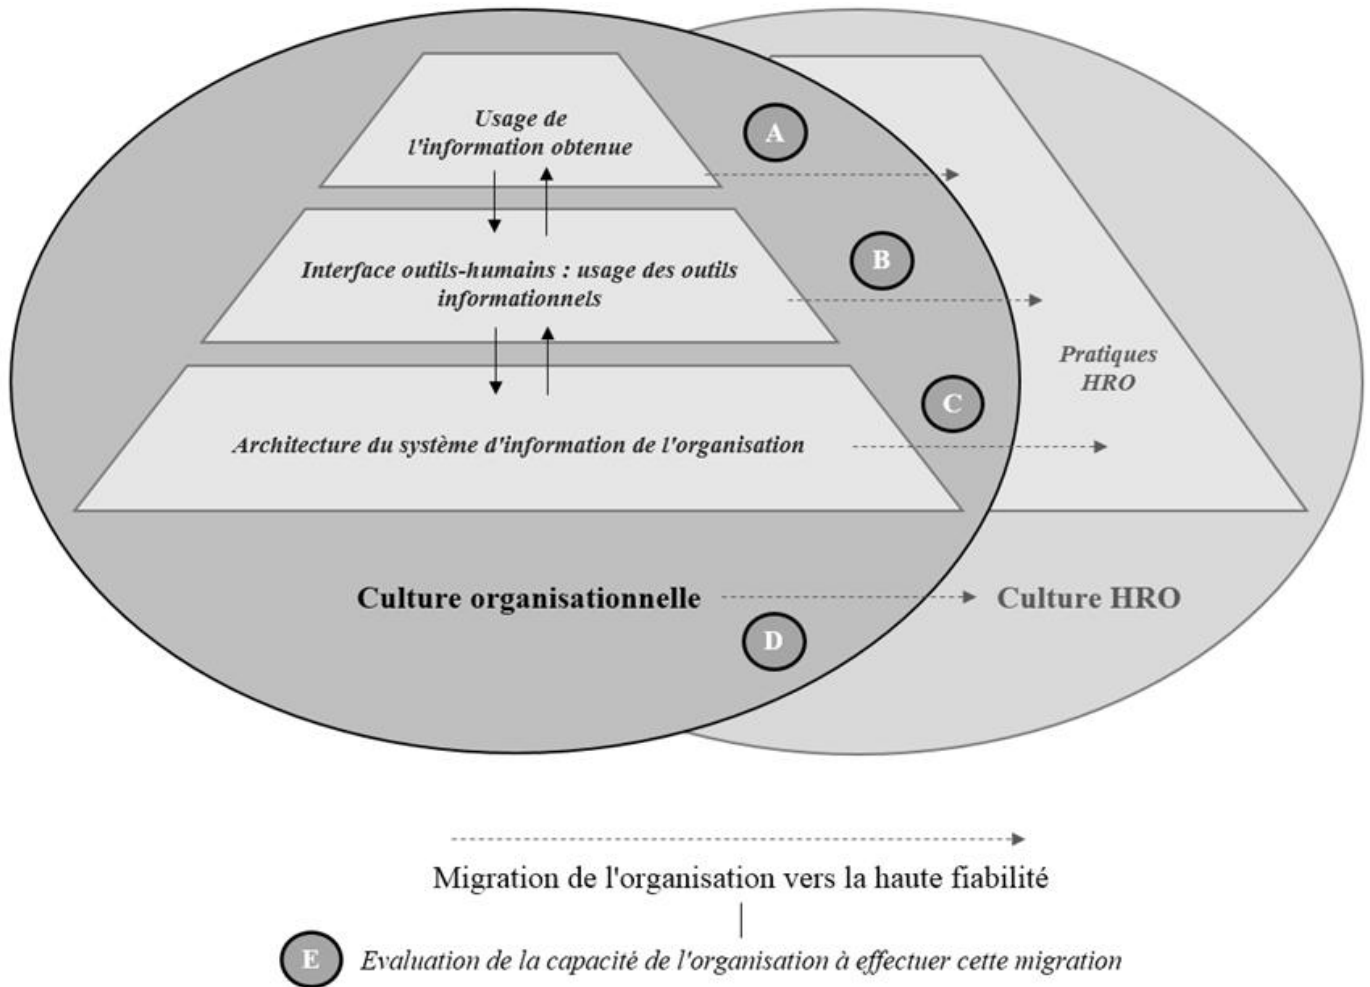 Usage de
l'information obtenue
A
Interface outils-humains : usage des outils
informationnels
B
Pratiques
HRO
C
Architecture du système d'information de l'organisation
Culture organisationnelle
Culture HRO
D
Migration de l'organisation vers la haute fiabilité
E
Evaluation de la capacité de l'organisation à effectuer cette migration